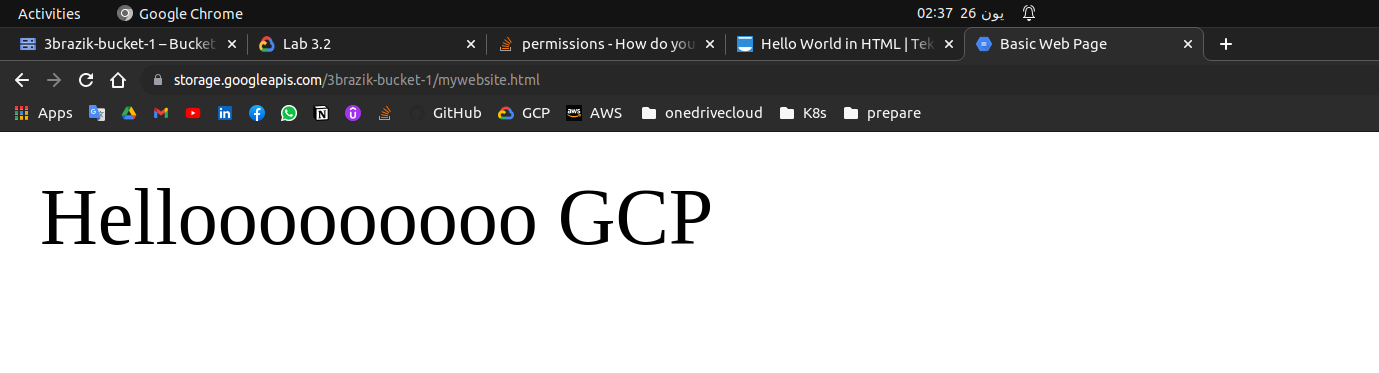 Activities Google Chrome 02:37 26 يون
3brazik-bucket-1 – Bucket Lab 3.2 permissions - How do you Hello World in HTML | Tek Basic Web Page
storage.googleapis.com/3brazik-bucket-1/mywebsite.html
Apps GitHub GCP AWS onedrivecloud K8s prepare
Hellooooooooo GCP